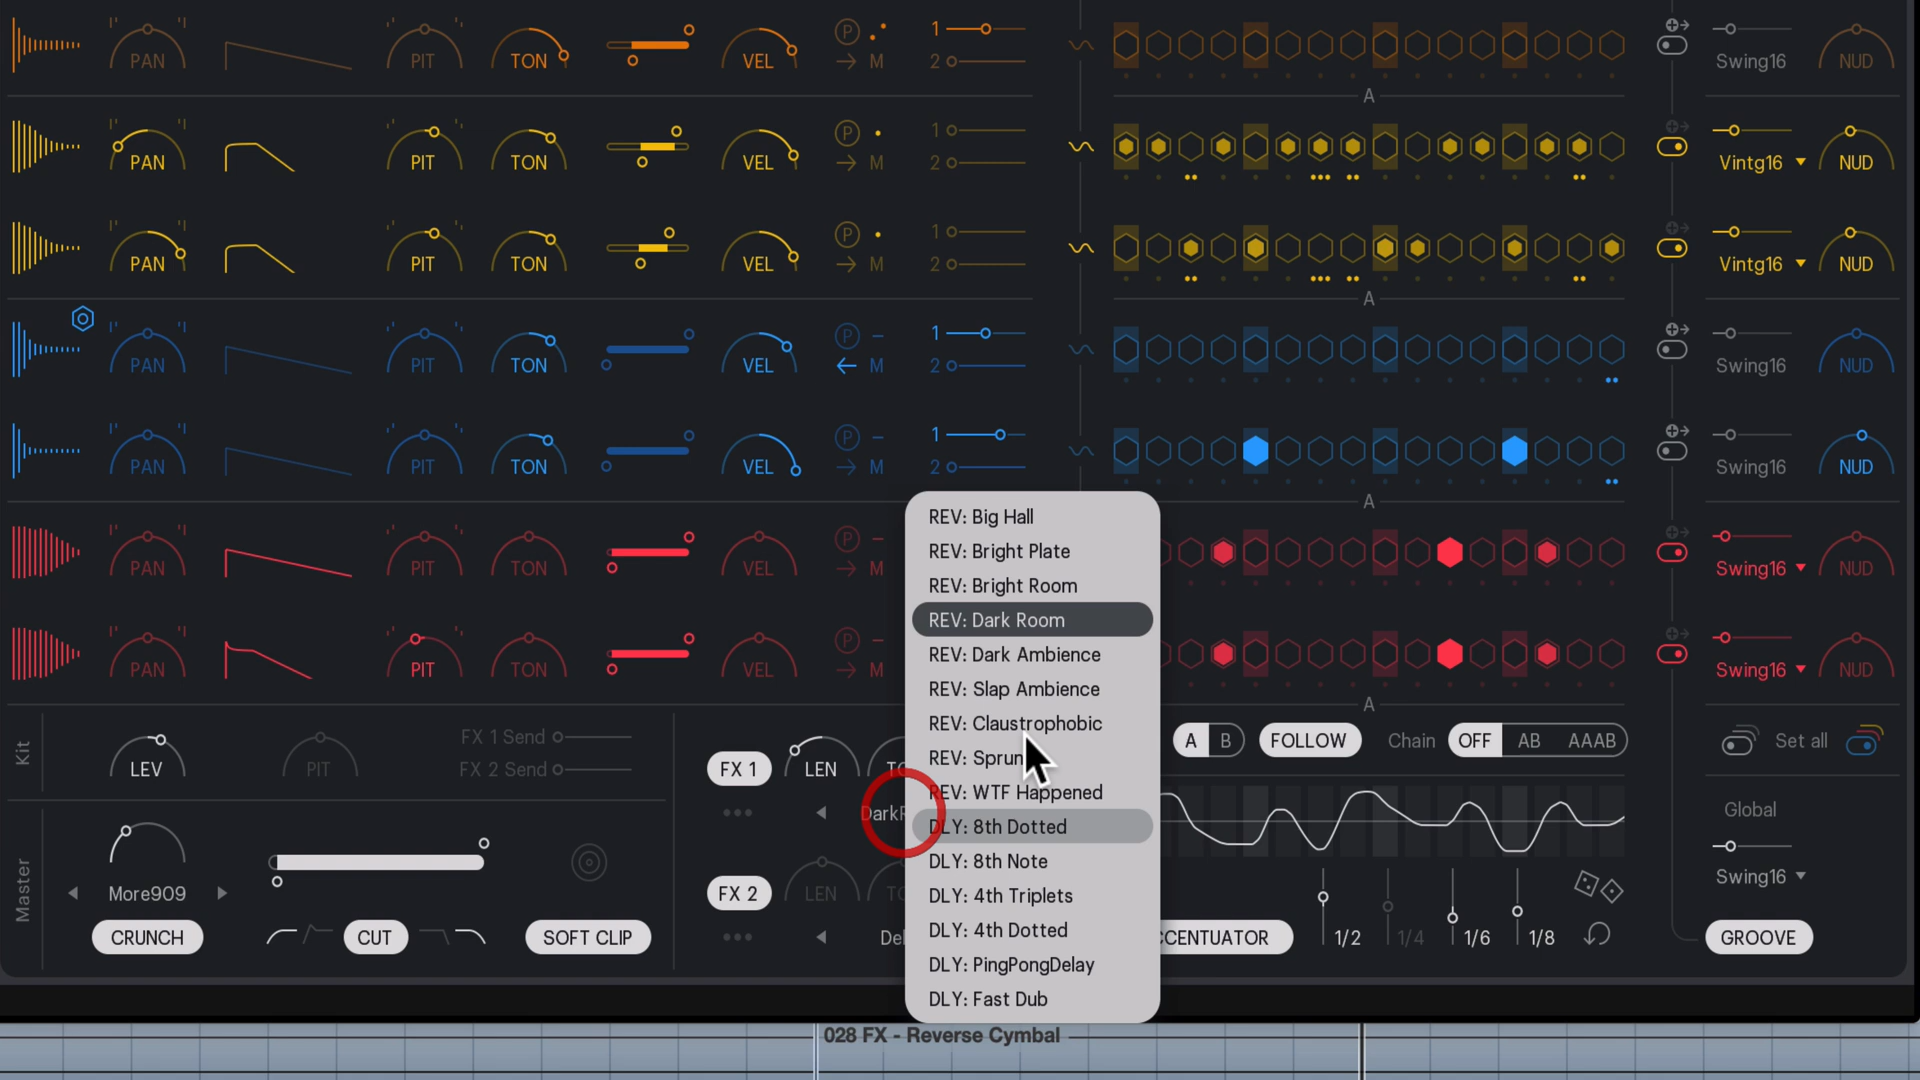 PAN PIT TON VEL P 1 Swing16 NUD
M 2
A
PAN PIT TON VEL P 1 Vintg16 NUD
M 2
PAN PIT TON VEL P 1 Vintg16 NUD
M 2
A
PAN PIT TON VEL P 1 Swing16 NUD
M 2
PAN PIT TON VEL P 1 Swing16 NUD
M 2
A
PAN PIT TON VEL P Swing16 NUD
M
PAN PIT TON VEL P Swing16 NUD
M
A
REV: Big Hall
REV: Bright Plate
REV: Bright Room
REV: Dark Room
REV: Dark Ambience
REV: Slap Ambience
REV: Claustrophobic
REV: WTF Happened
DLY: 8th Dotted
DLY: 8th Note
DLY: 4th Triplets
DLY: 4th Dotted
DLY: PingPongDelay
DLY: Fast Dub
Kit
LEV PIT FX 1 Send
FX 2 Send
FX 1 LEN
A B FOLLOW Chain OFF AB AAAB Set all
Master
More909
CRUNCH CUT SOFT CLIP
FX 2 LEN
1/2 1/4 1/6 1/8
Global
Swing16
GROOVE
028 FX - Reverse Cymbal